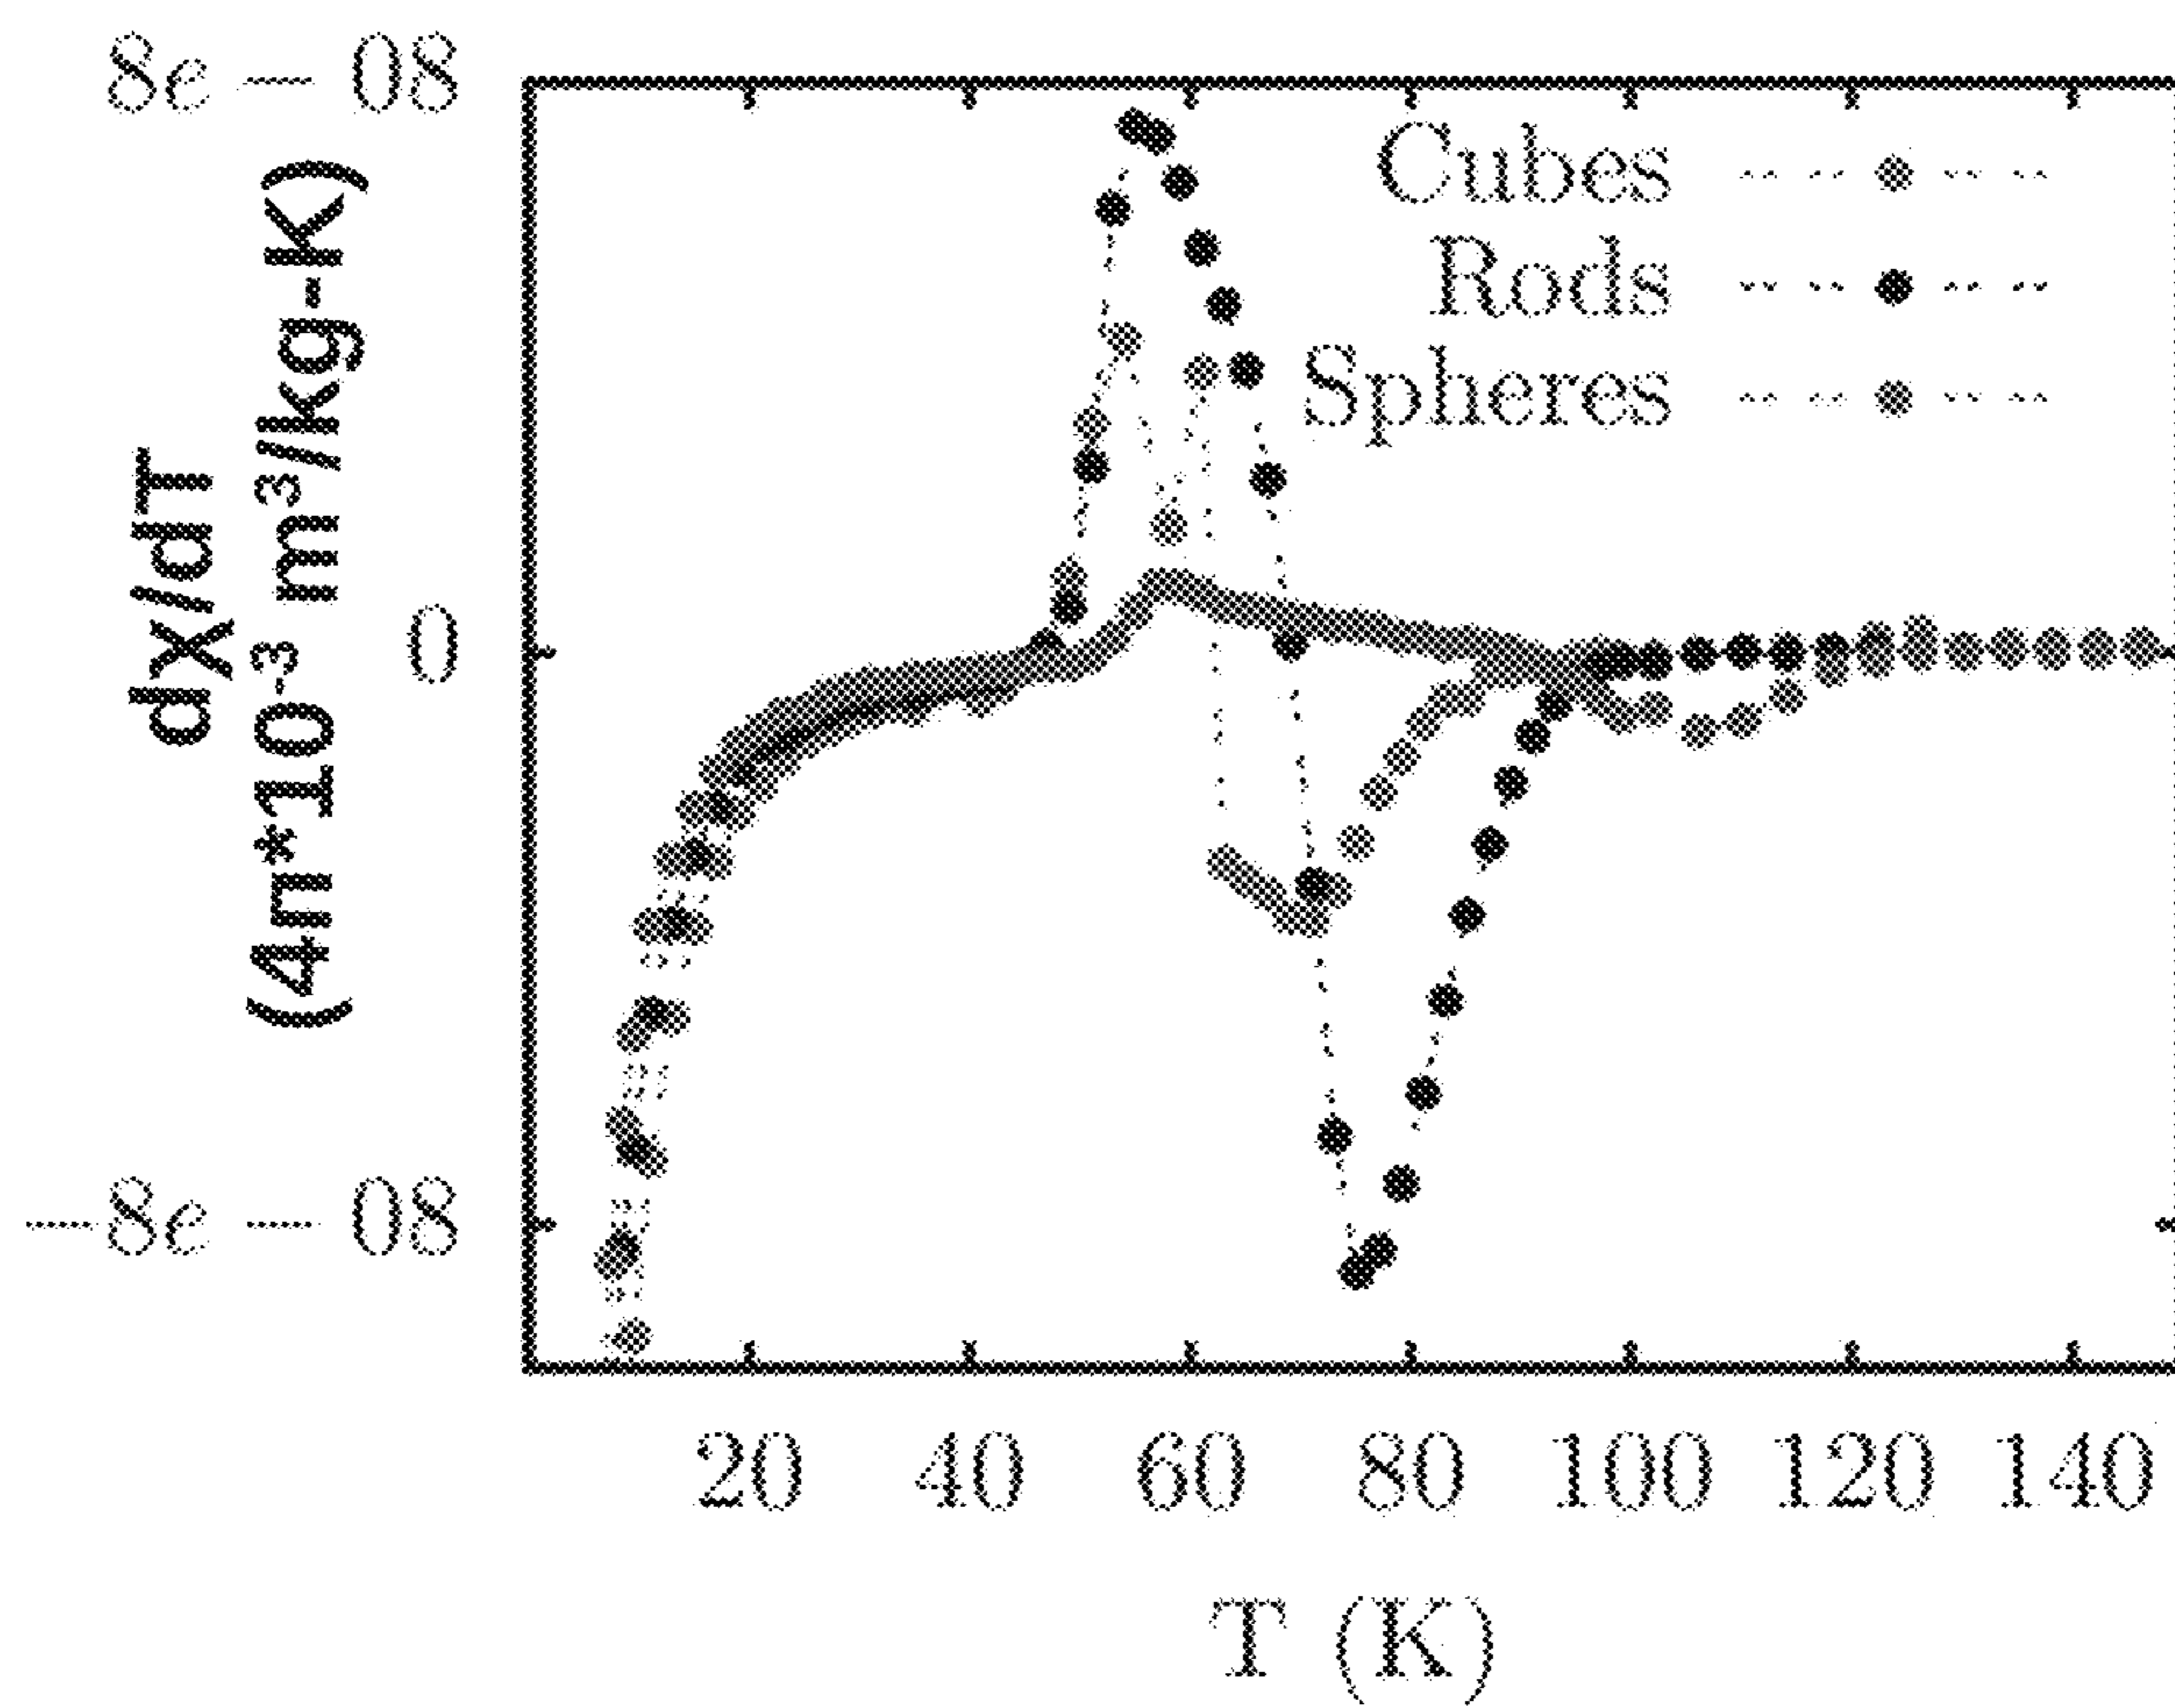 8e − 08
0
−8e − 08
dχ/dT
(4π*10⁻³ m³/kg-K)
Cubes
Rods
Spheres
20 40 60 80 100 120 140
T (K)